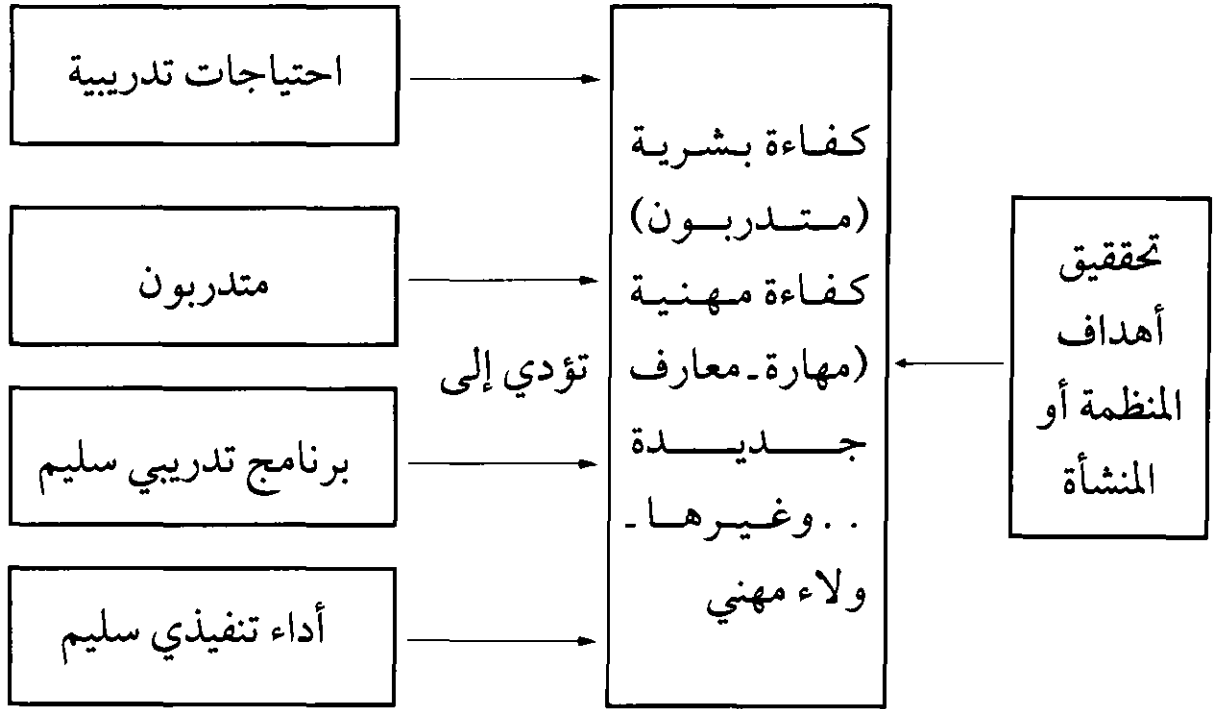 احتياجات تدريبية
متدربون
برنامج تدريبي سليم
أداء تنفيذي سليم
تؤدي إلى
كفاءة بشرية
(متدربون)
كفاءة مهنية
(مهارة ـ معارف
جديدة
..وغيرها ـ
ولاء مهني
تحققيق
أهداف
المنظمة أو
المنشأة